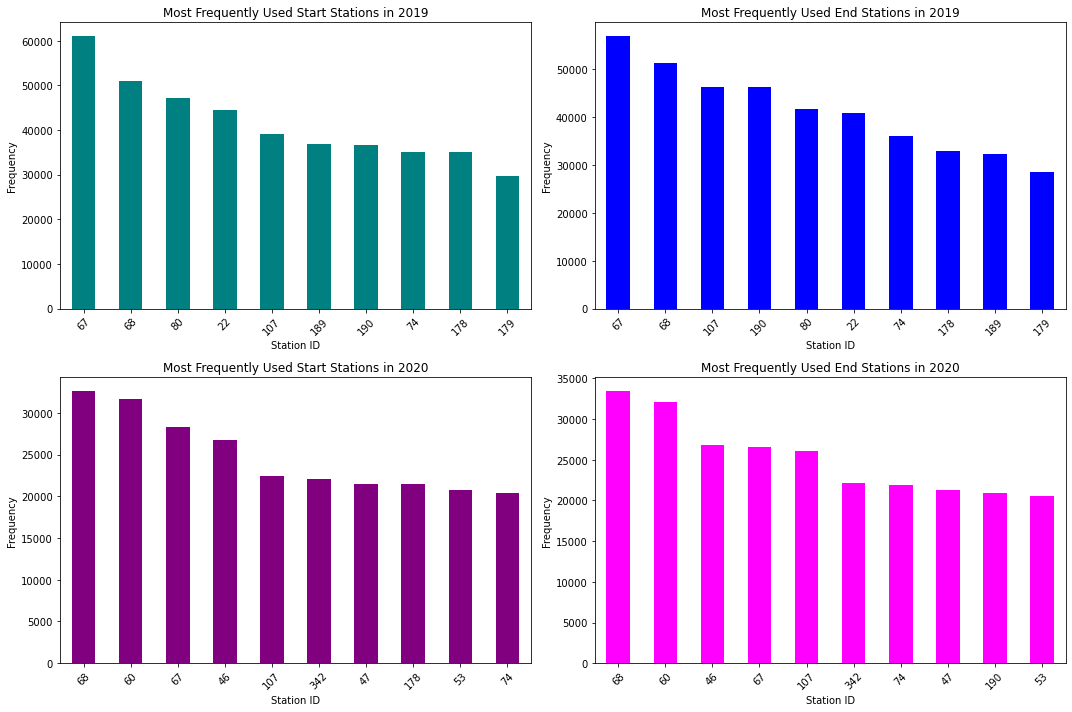 Most Frequently Used Start Stations in 2019
Frequency
60000
50000
40000
30000
20000
10000
0
67 68 80 22 107 189 190 74 178 179
Station ID
Most Frequently Used End Stations in 2019
Frequency
50000
40000
30000
20000
10000
0
67 68 107 190 80 22 74 178 189 179
Station ID
Most Frequently Used Start Stations in 2020
Frequency
30000
25000
20000
15000
10000
5000
0
68 60 67 46 107 342 47 178 53 74
Station ID
Most Frequently Used End Stations in 2020
Frequency
35000
30000
25000
20000
15000
10000
5000
0
68 60 46 67 107 342 74 47 190 53
Station ID